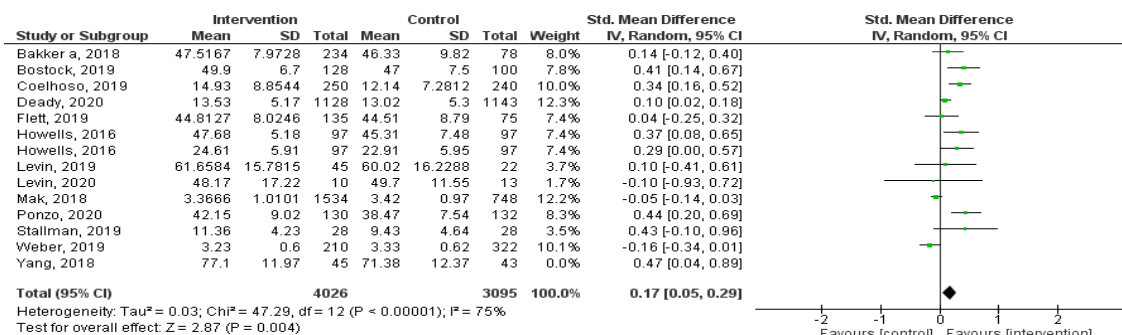 Intervention Control Std. Mean Difference Std. Mean Difference
Study or Subgroup Mean SD Total Mean SD Total Weight IV, Random, 95% CI IV, Random, 95% CI
Bakker a, 2018 47.5167 7.9728 234 46.33 9.82 78 8.0% 0.14 [-0.12, 0.40]
Bostock, 2019 49.9 6.7 128 47 7.5 100 7.8% 0.41 [0.14, 0.67]
Coelhoso, 2019 14.93 8.8544 250 12.14 7.2812 240 10.0% 0.34 [0.16, 0.52]
Deady, 2020 13.53 5.17 1128 13.02 5.3 1143 12.3% 0.10 [0.02, 0.18]
Flett, 2019 44.8127 8.0246 135 44.51 8.79 75 7.4% 0.04 [-0.25, 0.32]
Howells, 2016 47.68 5.18 97 45.31 7.48 97 7.4% 0.37 [0.08, 0.65]
Howells, 2016 24.61 5.91 97 22.91 5.95 97 7.4% 0.29 [0.00, 0.57]
Levin, 2019 61.6584 15.7815 45 60.02 16.2288 22 3.7% 0.10 [-0.41, 0.61]
Levin, 2020 48.17 17.22 10 49.7 11.55 13 1.7% -0.10 [-0.93, 0.72]
Mak, 2018 3.3666 1.0101 1534 3.42 0.97 748 12.2% -0.05 [-0.14, 0.03]
Ponzo, 2020 42.15 9.02 130 38.47 7.54 132 8.3% 0.44 [0.20, 0.69]
Stallman, 2019 11.36 4.23 28 9.43 4.64 28 3.5% 0.43 [-0.10, 0.96]
Weber, 2019 3.23 0.6 210 3.33 0.62 322 10.1% -0.16 [-0.34, 0.01]
Yang, 2018 77.1 11.97 45 71.38 12.37 43 0.0% 0.47 [0.04, 0.89]
Total (95% CI) 4026 3095 100.0% 0.17 [0.05, 0.29]
Heterogeneity: Tau² = 0.03; Chi² = 47.29, df = 12 (P < 0.00001); I² = 75%
Test for overall effect: Z = 2.87 (P = 0.004)
-2 -1 0 1 2
Favours [control] Favours [intervention]